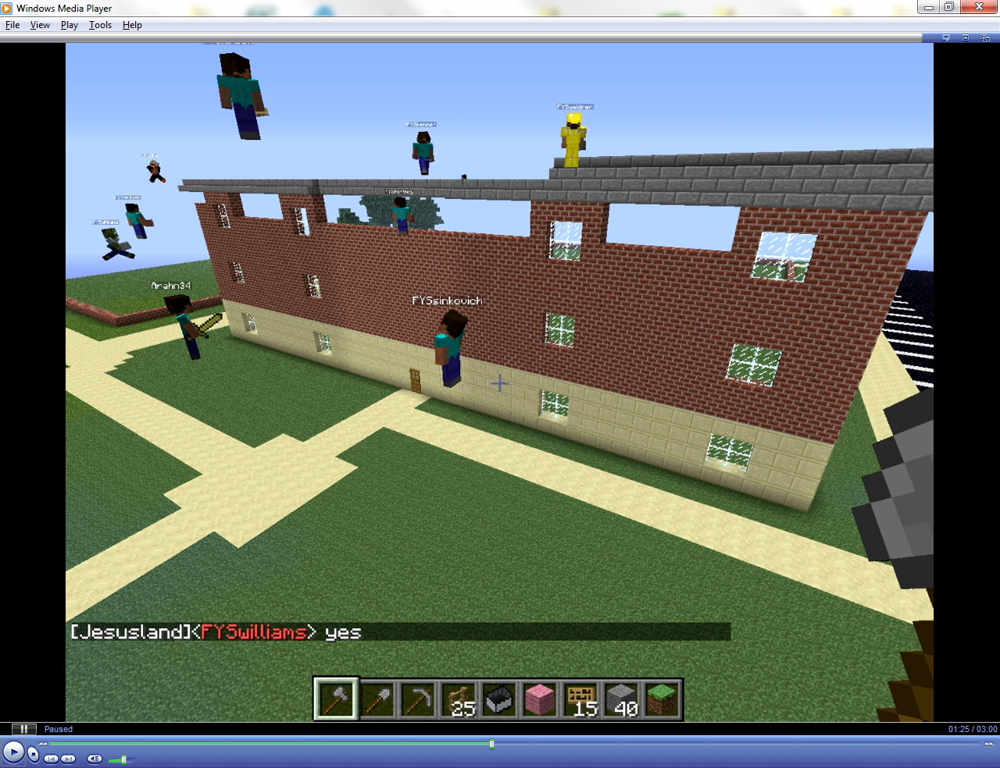 Windows Media Player
File View Play Tools Help
FYSweidner
Arahn34
FYSsinkovich
[Jesusland]<FYSwilliams> yes
25 15 40
Paused 01:25 / 03:00